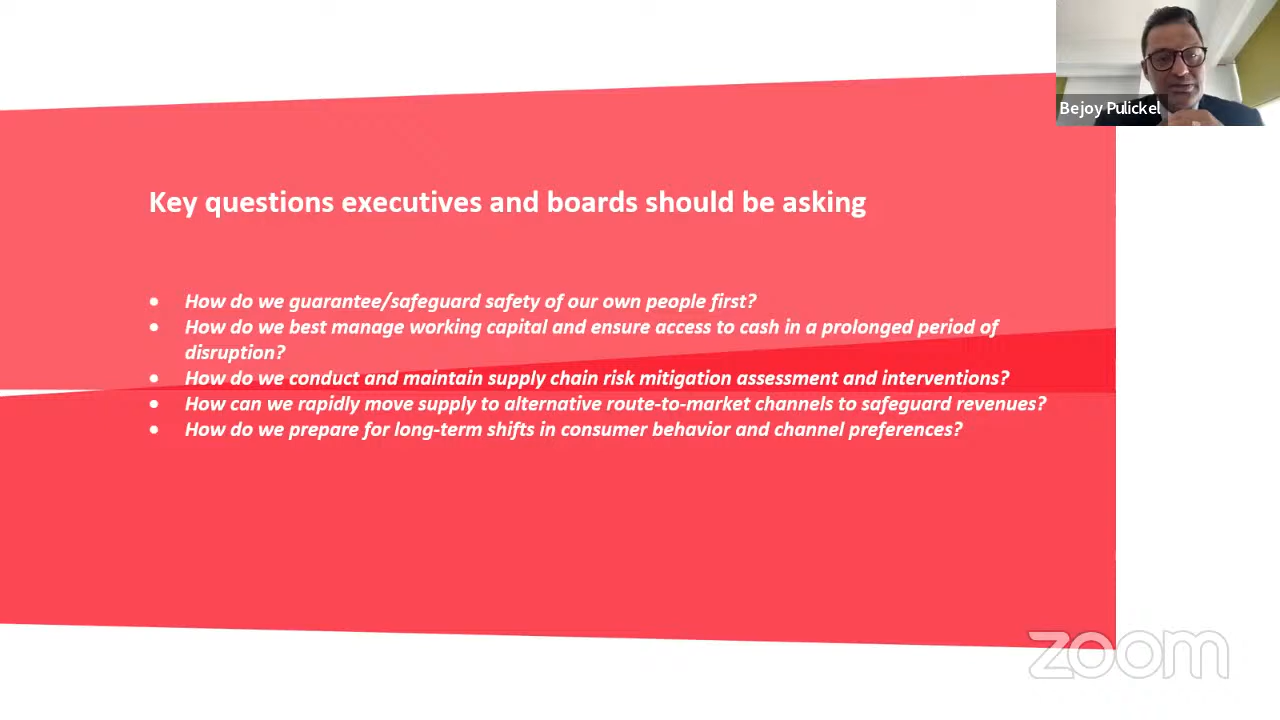 Bejoy Pulickel
Key questions executives and boards should be asking
• How do we guarantee/safeguard safety of our own people first?
• How do we best manage working capital and ensure access to cash in a prolonged period of
disruption?
• How do we conduct and maintain supply chain risk mitigation assessment and interventions?
• How can we rapidly move supply to alternative route-to-market channels to safeguard revenues?
• How do we prepare for long-term shifts in consumer behavior and channel preferences?
zoom